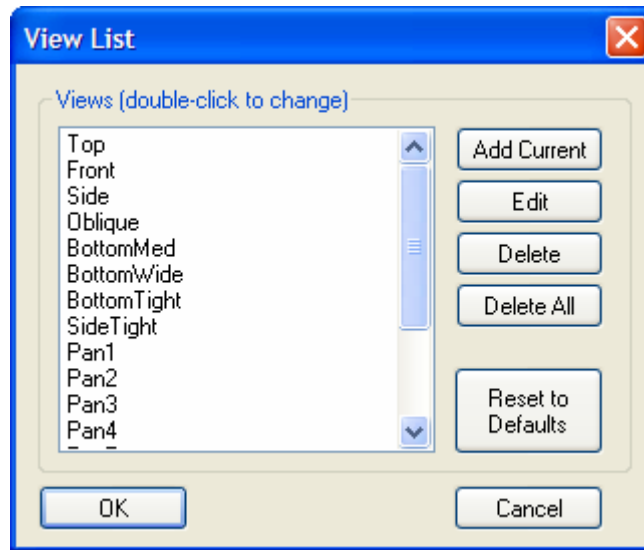 View List
Views (double-click to change)
Top
Front
Side
Oblique
BottomMed
BottomWide
BottomTight
SideTight
Pan1
Pan2
Pan3
Pan4
Add Current
Edit
Delete
Delete All
Reset to
Defaults
OK
Cancel